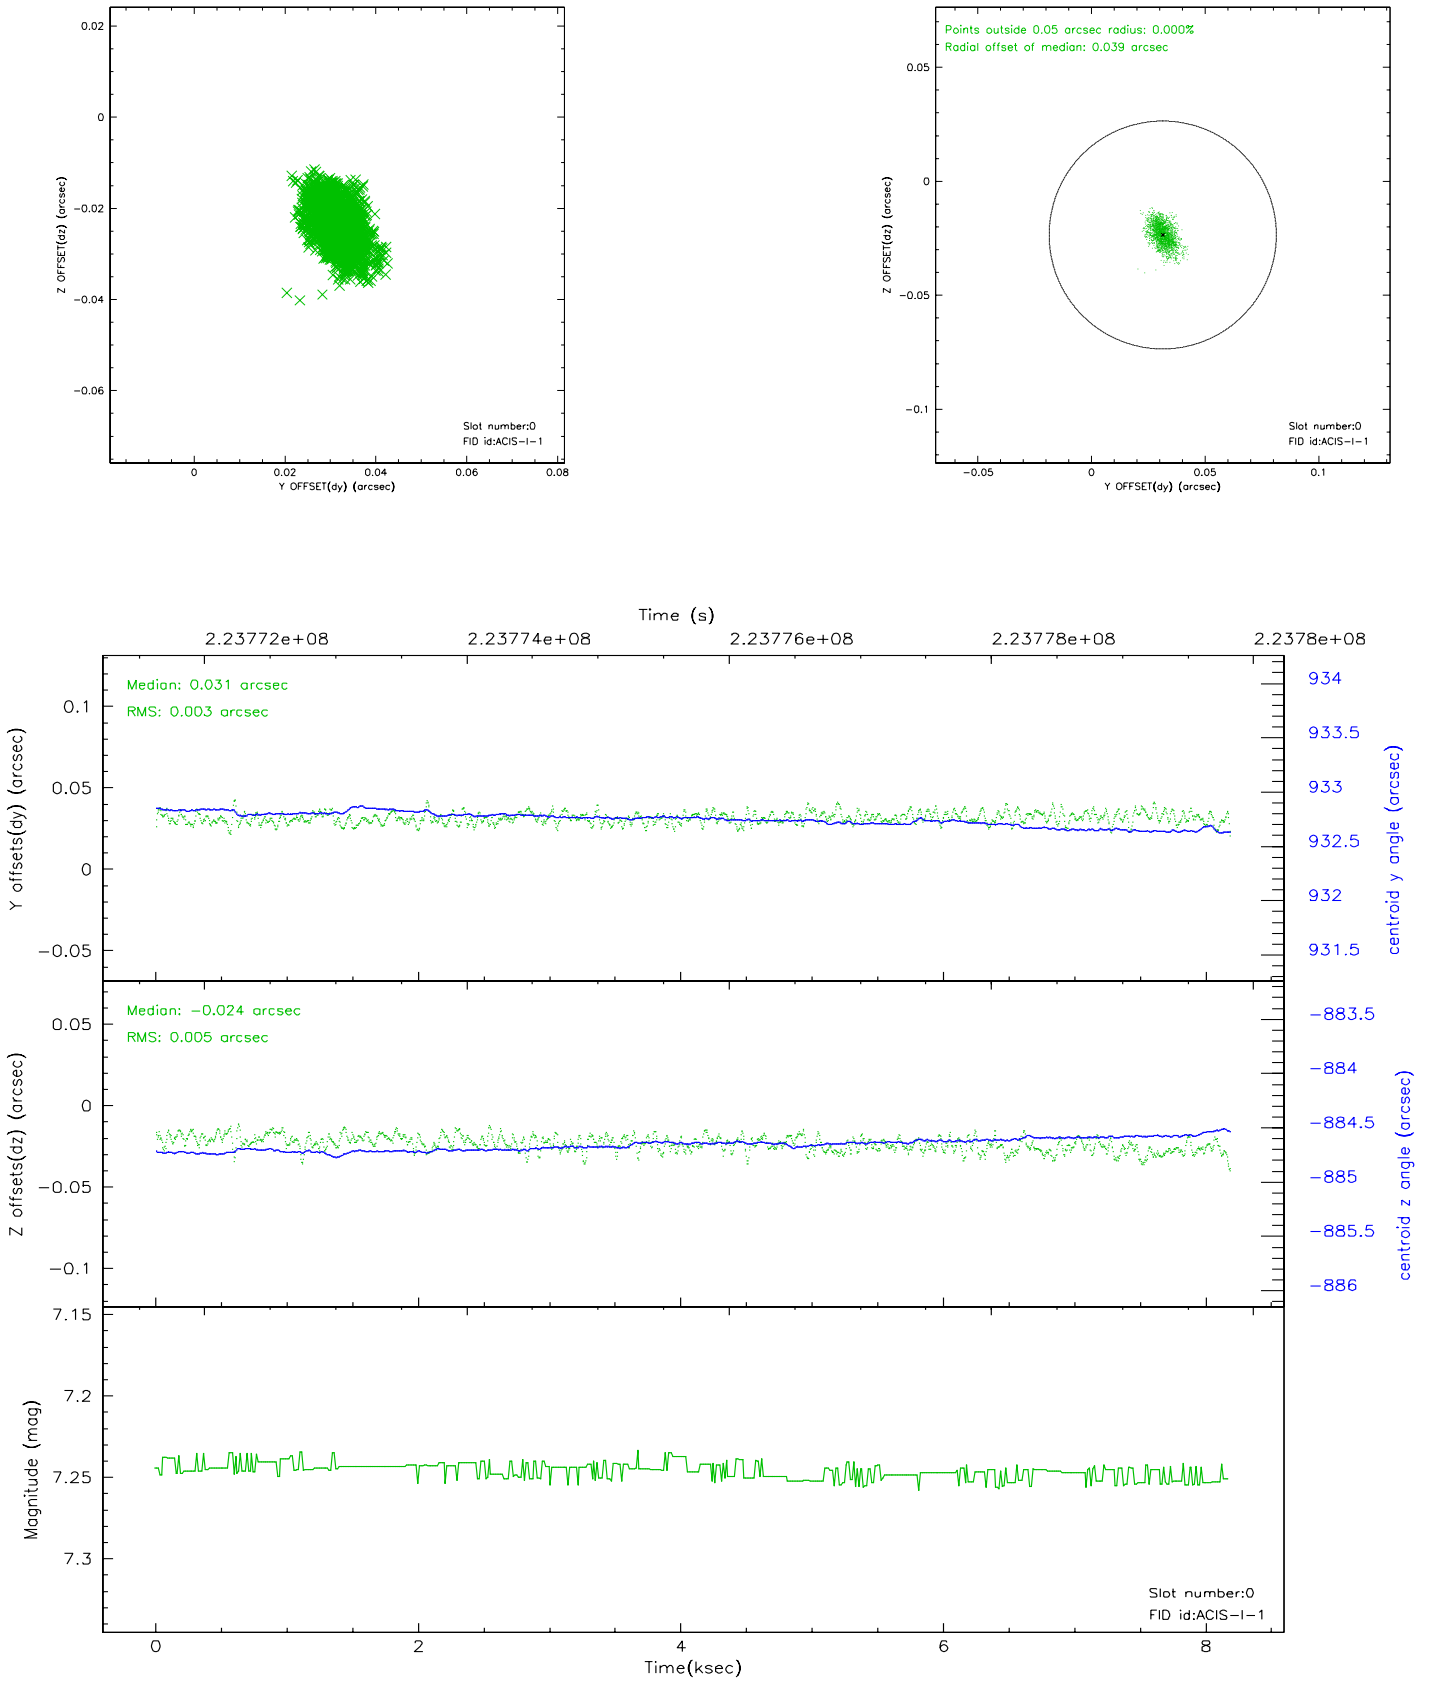 0.02
0
−0.02
−0.04
−0.06
Z OFFSET(dz) (arcsec)
Slot number:0
FID id:ACIS−I−1
0 0.02 0.04 0.06 0.08
Y OFFSET(dy) (arcsec)
Points outside 0.05 arcsec radius: 0.000%
Radial offset of median: 0.039 arcsec
0.05
0
−0.05
−0.1
Z OFFSET(dz) (arcsec)
Slot number:0
FID id:ACIS−I−1
−0.05 0 0.05 0.1
Y OFFSET(dy) (arcsec)
Time (s)
2.23772e+08 2.23774e+08 2.23776e+08 2.23778e+08 2.2378e+08
Median: 0.031 arcsec
RMS: 0.003 arcsec
0.1
0.05
0
−0.05
Y offsets(dy) (arcsec)
934
933.5
933
932.5
932
931.5
centroid y angle (arcsec)
Median: −0.024 arcsec
RMS: 0.005 arcsec
0.05
0
−0.05
−0.1
Z offsets(dz) (arcsec)
−883.5
−884
−884.5
−885
−885.5
−886
centroid z angle (arcsec)
7.15
7.2
7.25
7.3
Magnitude (mag)
Slot number:0
FID id:ACIS−I−1
0 2 4 6 8
Time(ksec)